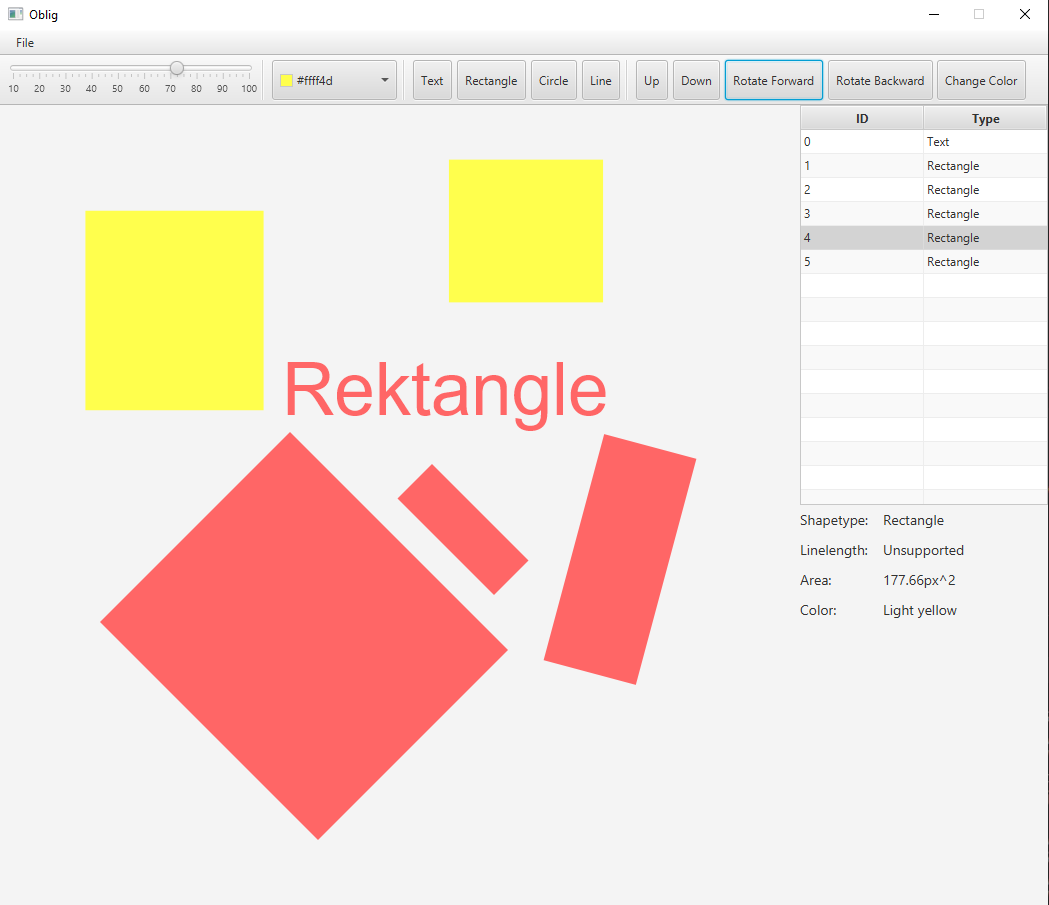 Oblig
File
10 20 30 40 50 60 70 80 90 100
#ffff4d
Text Rectangle Circle Line Up Down Rotate Forward Rotate Backward Change Color
ID Type
0 Text
1 Rectangle
2 Rectangle
3 Rectangle
4 Rectangle
5 Rectangle
Rektangle
Shapetype: Rectangle
Linelength: Unsupported
Area: 177.66px^2
Color: Light yellow